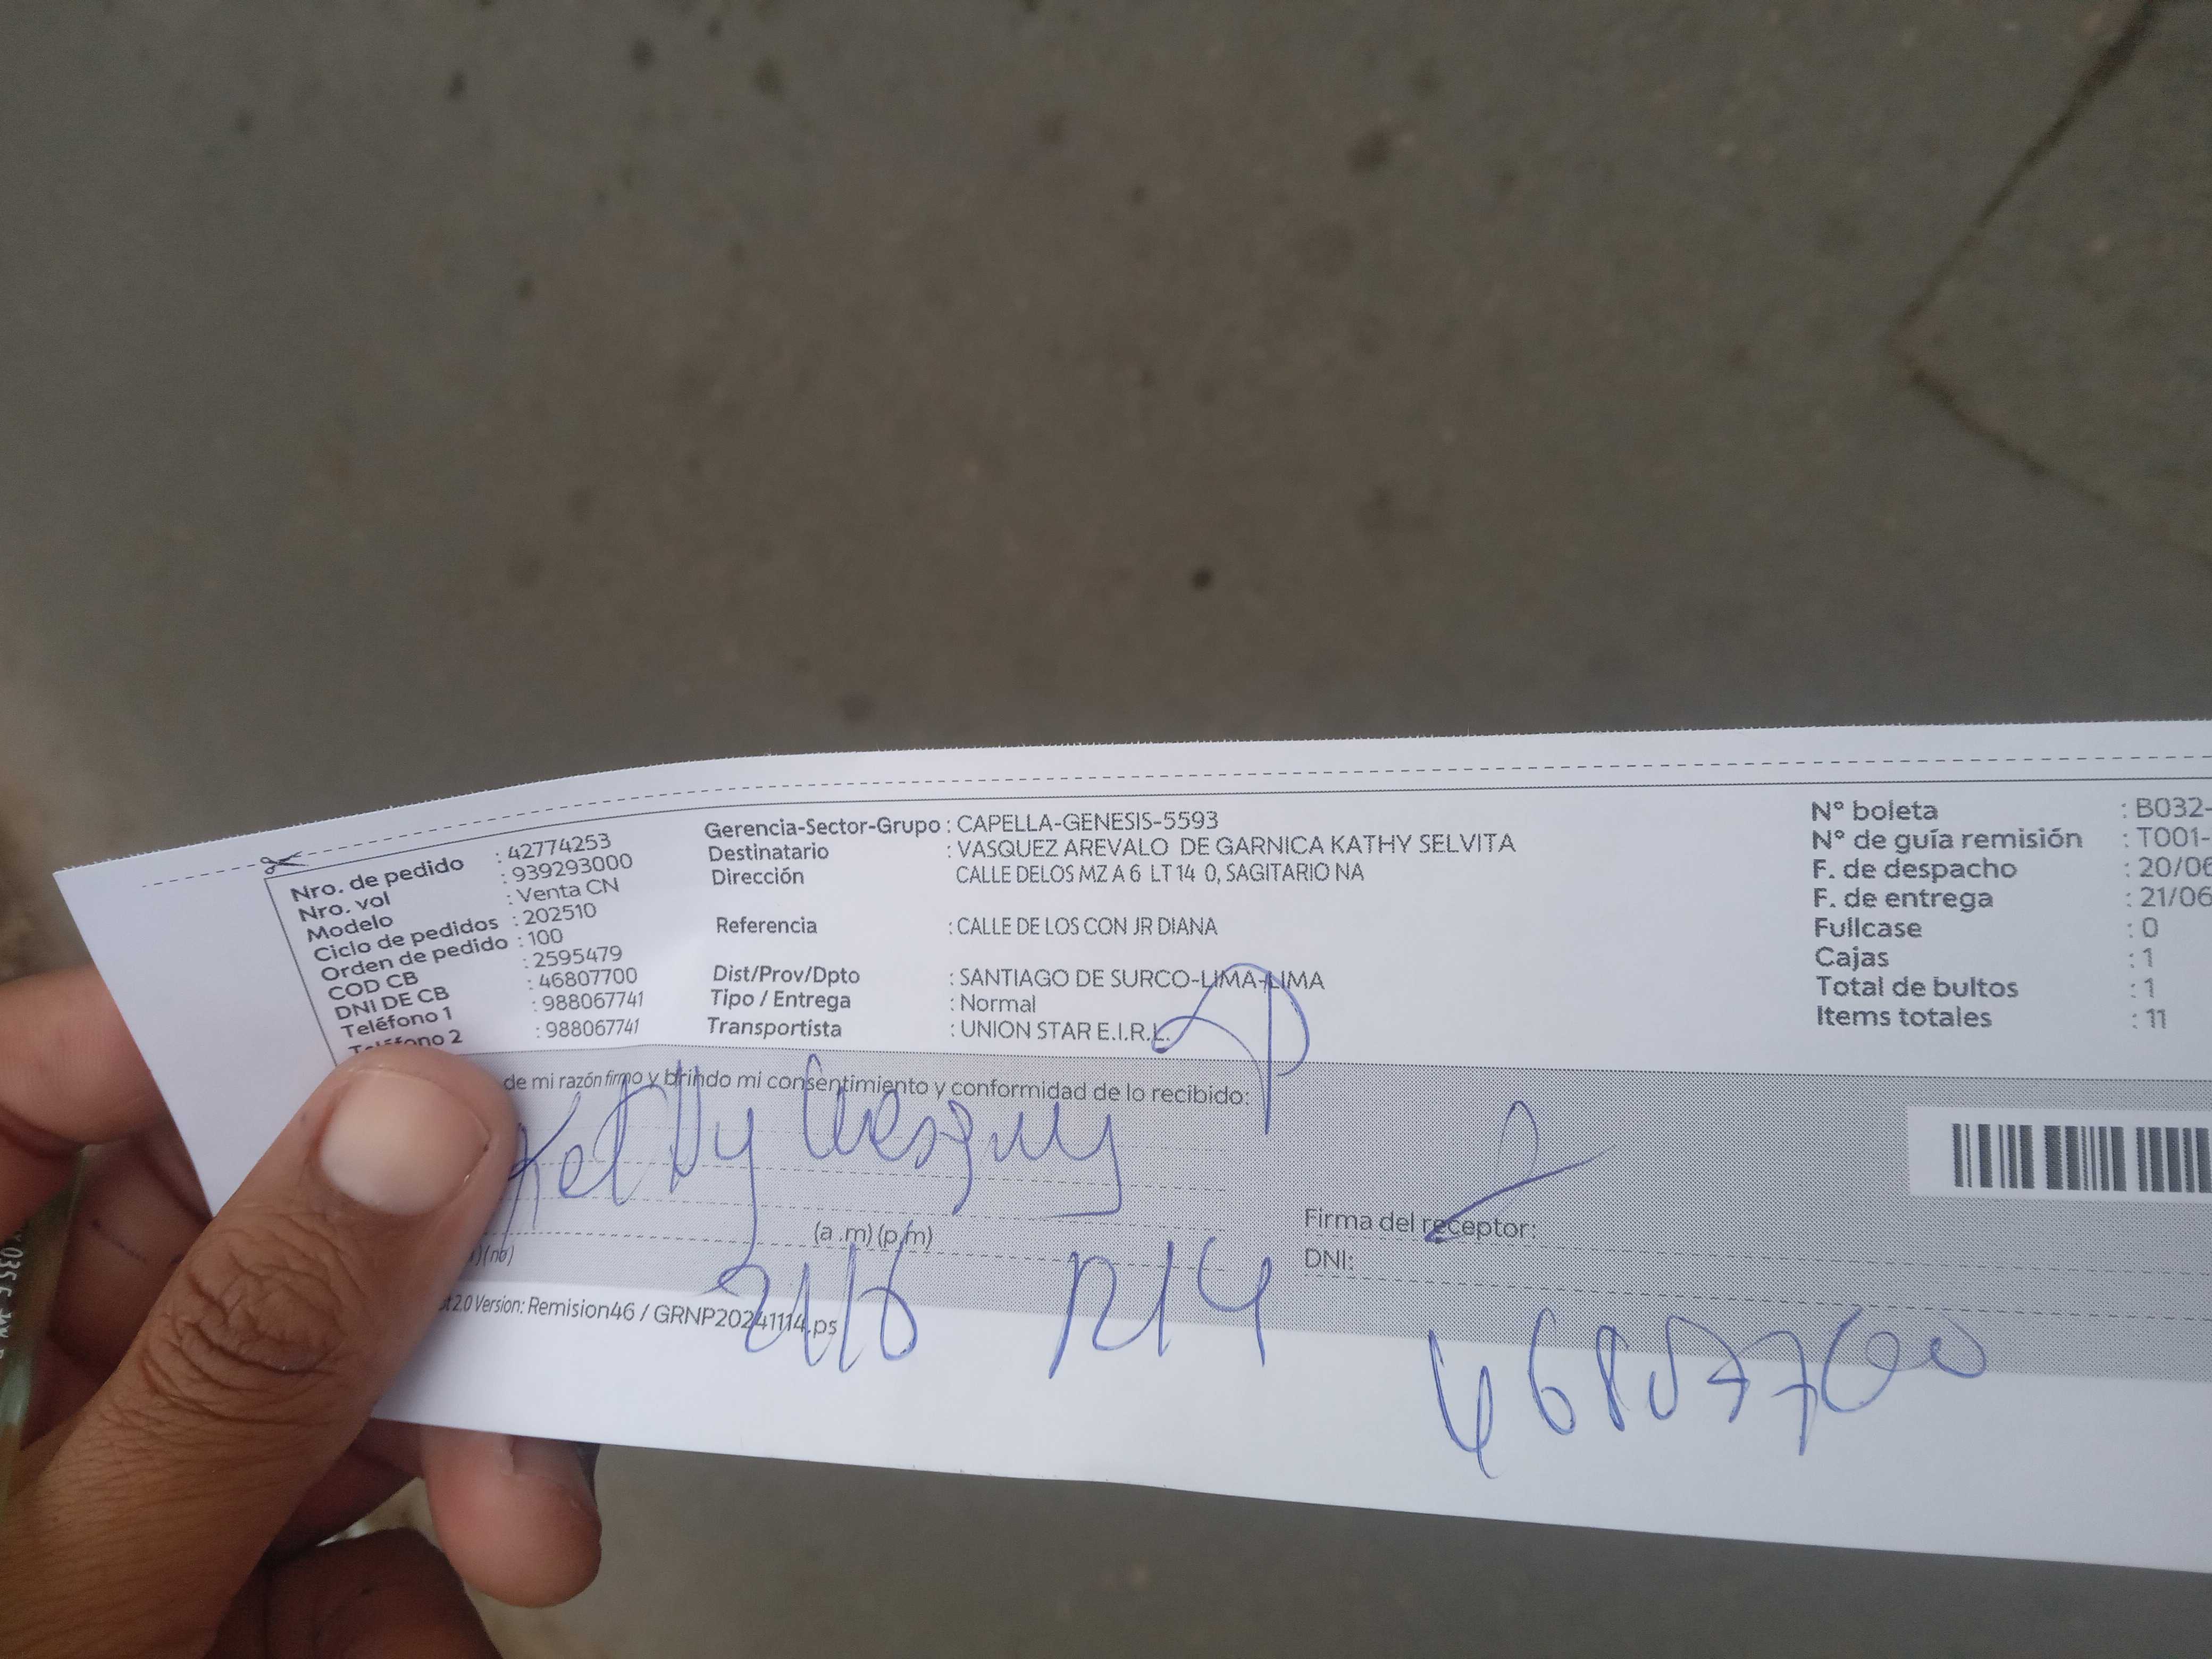 Nro. de pedido : 42774253
Nro. vol : 939293000
Modelo : Venta CN
Ciclo de pedidos : 202510
Orden de pedido : 100
COD CB : 2595479
DNI DE CB : 46807700
Teléfono 1 : 988067741
Teléfono 2 : 988067741
Gerencia-Sector-Grupo : CAPELLA-GENESIS-5593
Destinatario : VASQUEZ AREVALO DE GARNICA KATHY SELVITA
Dirección CALLE DELOS MZ A 6 LT 14 0, SAGITARIO NA
Referencia : CALLE DE LOS CON JR DIANA
Dist/Prov/Dpto : SANTIAGO DE SURCO-LIMA-LIMA
Tipo / Entrega : Normal
Transportista : UNION STAR E.I.R.L.
N° boleta : B032-
N° de guía remisión : T001-
F. de despacho : 20/06
F. de entrega : 21/06
Fullcase : 0
Cajas : 1
Total de bultos : 1
Items totales : 11
de mi razón firmo y brindo mi consentimiento y conformidad de lo recibido:
(a .m) (p.m)
)(no)
Firma del receptor:
DNI:
21/6 12 14
46807700
2.0 Version: Remision46 / GRNP20241114.ps